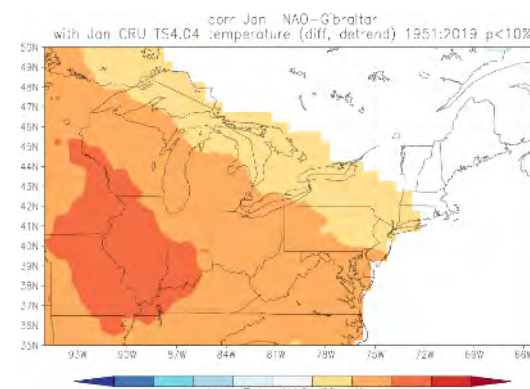 corr Jan NAO-Gibraltar
with Jan CRU TS4.04 temperature (diff, detrend) 1951:2019 p<10%
50N
49N
48N
47N
46N
45N
44N
43N
42N
41N
40N
39N
38N
37N
36N
35N
93W 90W 87W 84W 81W 78W 75W 72W 69W 66W